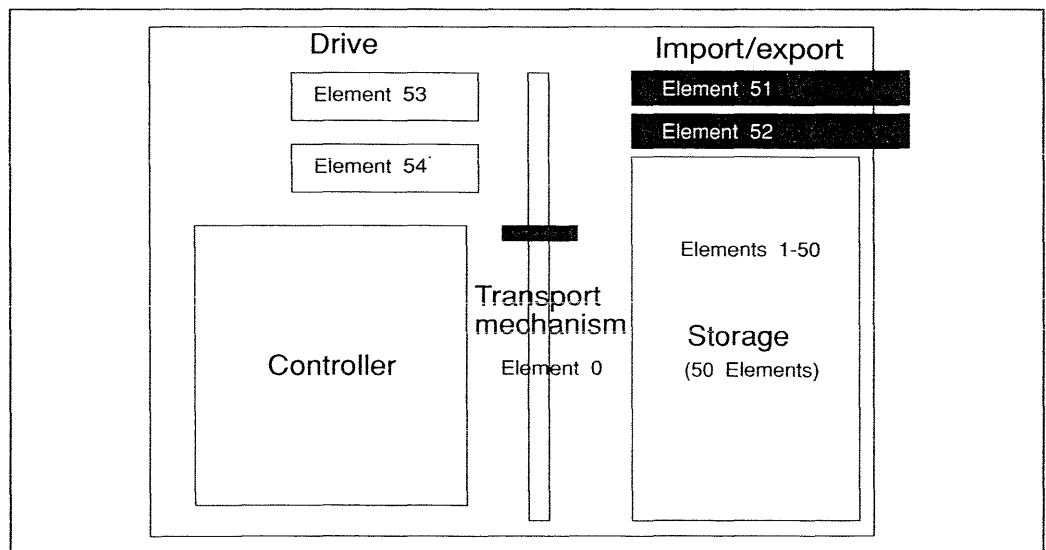 Drive
Import/export
Element 53
Element 51
Element 52
Element 54
Elements 1-50
Transport
mechanism
Storage
Controller
Element 0
(50 Elements)